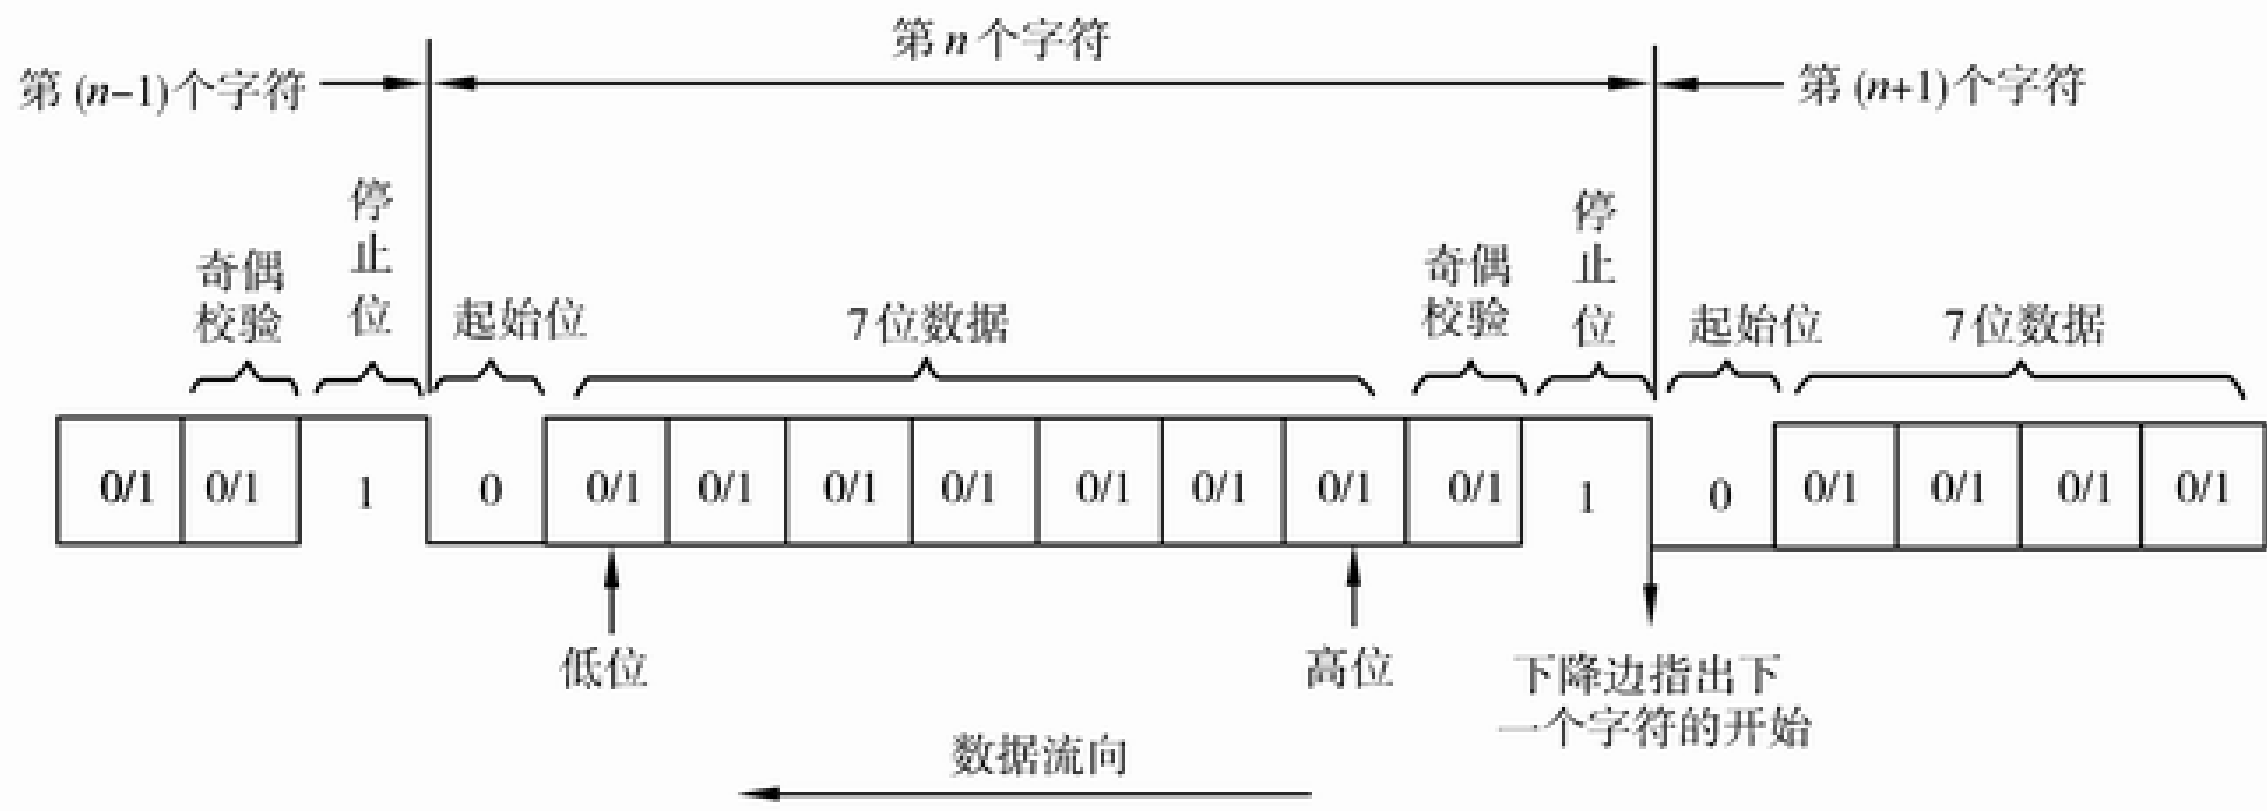 第 n 个字符
第 (n−1)个字符
第 (n+1)个字符
奇偶
校验
停
止
位
起始位
7位数据
奇偶
校验
停
止
位
起始位
7位数据
0/1 0/1 1 0 0/1 0/1 0/1 0/1 0/1 0/1 0/1 0/1 1 0 0/1 0/1 0/1 0/1
低位
高位
下降边指出下
一个字符的开始
数据流向